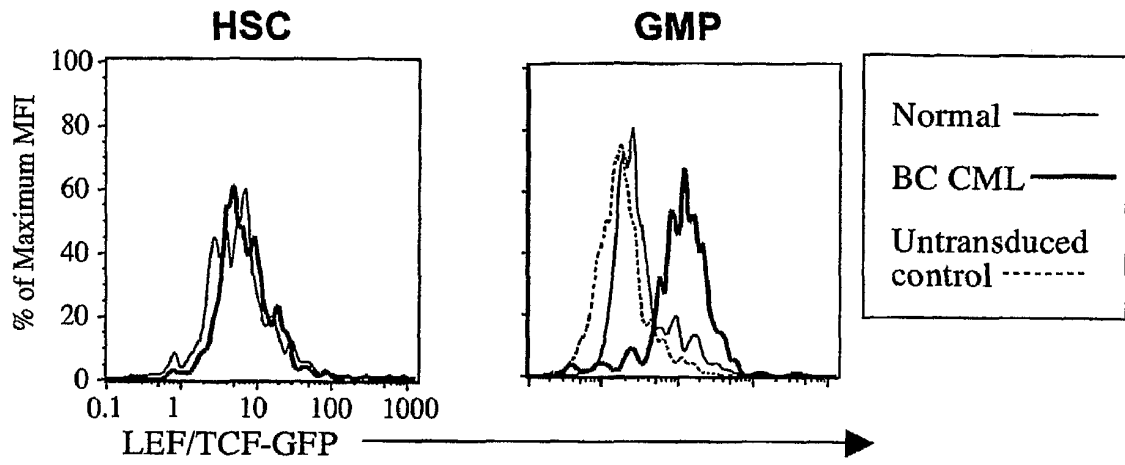 HSC
GMP
% of Maximum MFI
100
80
60
40
20
0
0.1 1 10 100 1000
LEF/TCF-GFP
Normal
BC CML
Untransduced
control